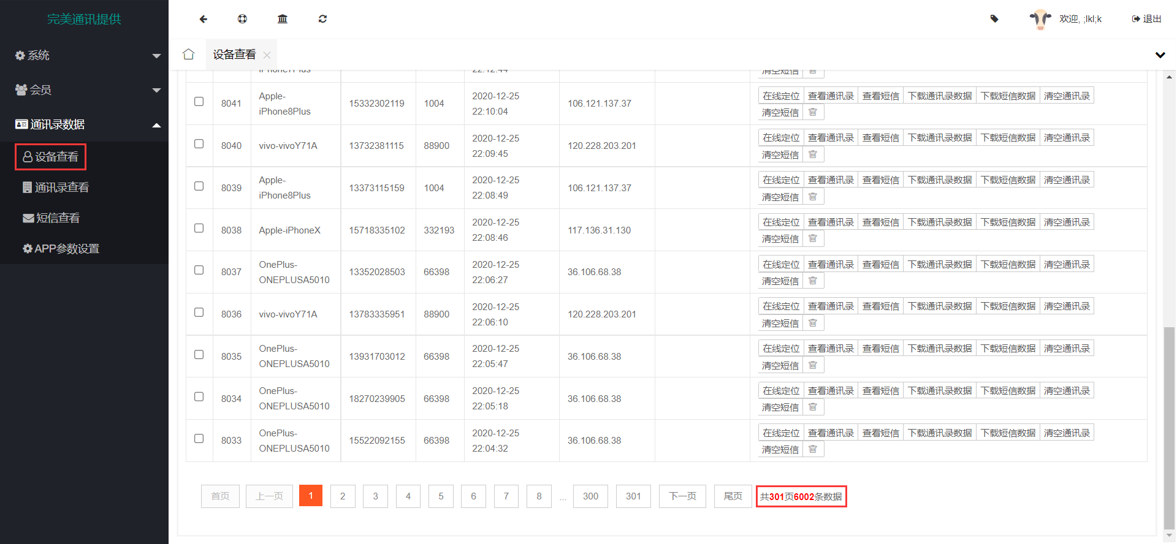 完美通讯提供
欢迎, ;lkl;k
退出
系统
会员
通讯录数据
设备查看
通讯录查看
短信查看
APP参数设置
设备查看
iPhone7Plus 22:12:44 清空短信
8041 Apple-iPhone8Plus 15332302119 1004 2020-12-25 22:10:04 106.121.137.37 在线定位 查看通讯录 查看短信 下载通讯录数据 下载短信数据 清空通讯录 清空短信
8040 vivo-vivoY71A 13732381115 88900 2020-12-25 22:09:45 120.228.203.201 在线定位 查看通讯录 查看短信 下载通讯录数据 下载短信数据 清空通讯录 清空短信
8039 Apple-iPhone8Plus 13373115159 1004 2020-12-25 22:08:49 106.121.137.37 在线定位 查看通讯录 查看短信 下载通讯录数据 下载短信数据 清空通讯录 清空短信
8038 Apple-iPhoneX 15718335102 332193 2020-12-25 22:08:46 117.136.31.130 在线定位 查看通讯录 查看短信 下载通讯录数据 下载短信数据 清空通讯录 清空短信
8037 OnePlus-ONEPLUSA5010 13352028503 66398 2020-12-25 22:06:27 36.106.68.38 在线定位 查看通讯录 查看短信 下载通讯录数据 下载短信数据 清空通讯录 清空短信
8036 vivo-vivoY71A 13783335951 88900 2020-12-25 22:06:10 120.228.203.201 在线定位 查看通讯录 查看短信 下载通讯录数据 下载短信数据 清空通讯录 清空短信
8035 OnePlus-ONEPLUSA5010 13931703012 66398 2020-12-25 22:05:47 36.106.68.38 在线定位 查看通讯录 查看短信 下载通讯录数据 下载短信数据 清空通讯录 清空短信
8034 OnePlus-ONEPLUSA5010 18270239905 66398 2020-12-25 22:05:18 36.106.68.38 在线定位 查看通讯录 查看短信 下载通讯录数据 下载短信数据 清空通讯录 清空短信
8033 OnePlus-ONEPLUSA5010 15522092155 66398 2020-12-25 22:04:32 36.106.68.38 在线定位 查看通讯录 查看短信 下载通讯录数据 下载短信数据 清空通讯录 清空短信
首页 上一页 1 2 3 4 5 6 7 8 ... 300 301 下一页 尾页 共301页6002条数据